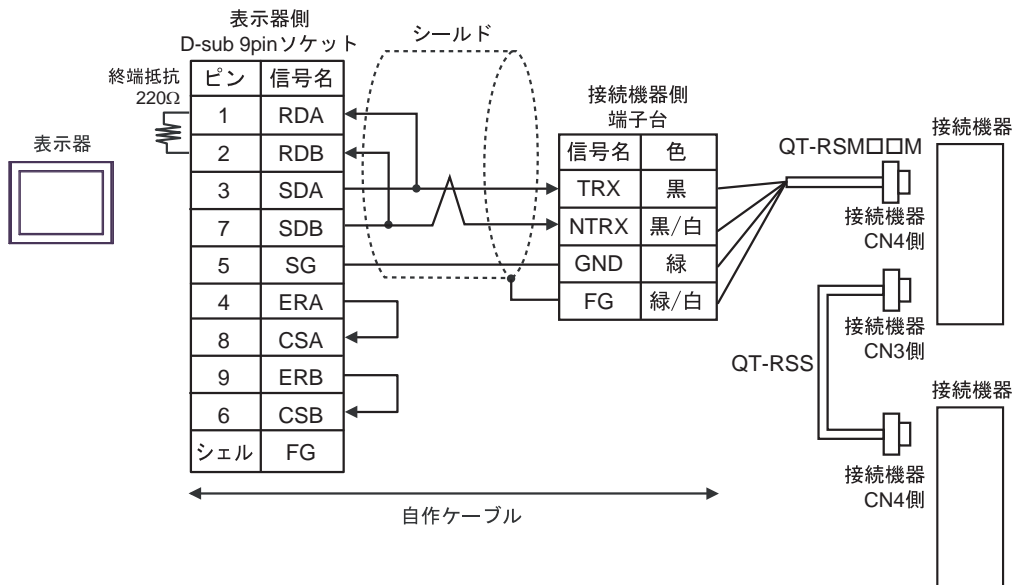 表示器側
D-sub 9pinソケット
シールド
終端抵抗
220Ω
ピン 信号名
1 RDA
2 RDB
3 SDA
7 SDB
5 SG
4 ERA
8 CSA
9 ERB
6 CSB
シェル FG
表示器
接続機器側
端子台
信号名 色
TRX 黒
NTRX 黒/白
GND 緑
FG 緑/白
QT-RSM□□M
接続機器
接続機器
CN4側
接続機器
CN3側
QT-RSS
接続機器
接続機器
CN4側
自作ケーブル